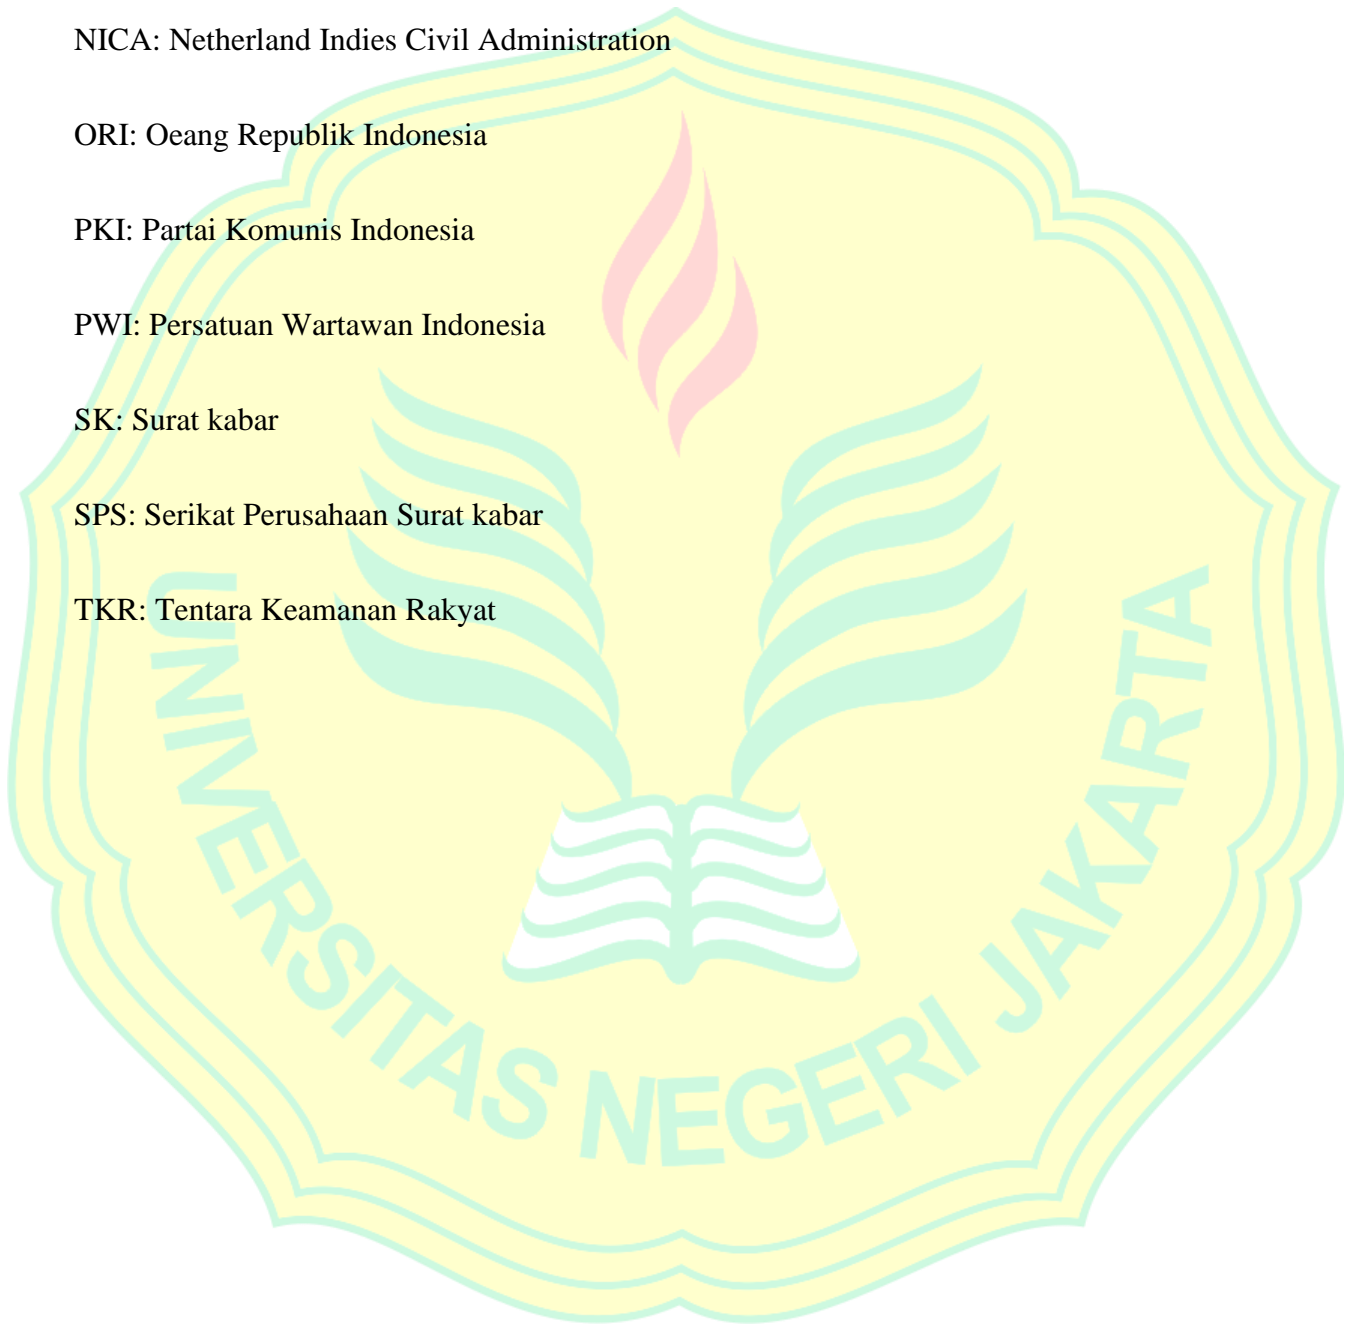 NICA: Netherland Indies Civil Administration
ORI: Oeang Republik Indonesia
PKI: Partai Komunis Indonesia
PWI: Persatuan Wartawan Indonesia
SK: Surat kabar
SPS: Serikat Perusahaan Surat kabar
TKR: Tentara Keamanan Rakyat
UNIVERSITAS NEGERI JAKARTA